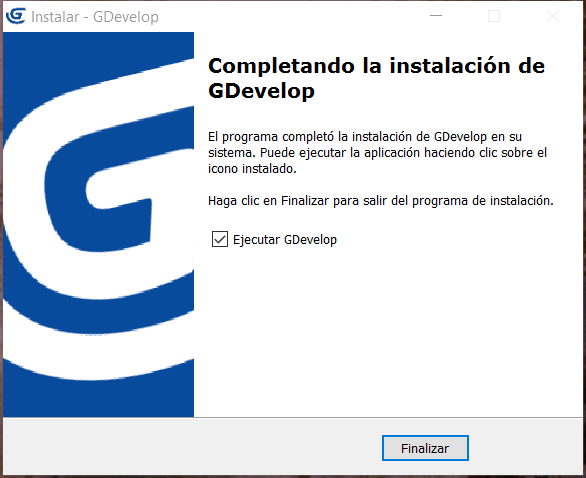 Instalar - GDevelop
Completando la instalación de
GDevelop
El programa completó la instalación de GDevelop en su
sistema. Puede ejecutar la aplicación haciendo clic sobre el
icono instalado.
Haga clic en Finalizar para salir del programa de instalación.
Ejecutar GDevelop
Finalizar